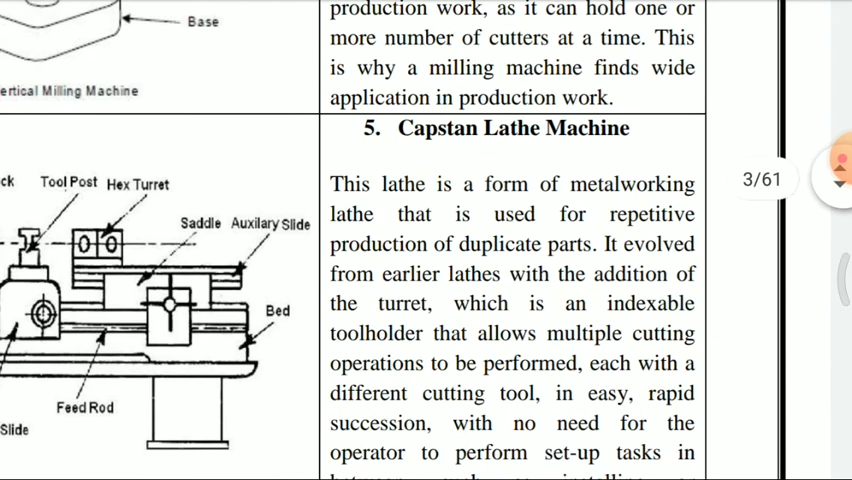 Base
ertical Milling Machine
ck
Tool Post
Hex Turret
Saddle
Auxilary Slide
Bed
Feed Rod
Slide
production work, as it can hold one or
more number of cutters at a time. This
is why a milling machine finds wide
application in production work.
5. Capstan Lathe Machine
This lathe is a form of metalworking
lathe that is used for repetitive
production of duplicate parts. It evolved
from earlier lathes with the addition of
the turret, which is an indexable
toolholder that allows multiple cutting
operations to be performed, each with a
different cutting tool, in easy, rapid
succession, with no need for the
operator to perform set-up tasks in
3/61